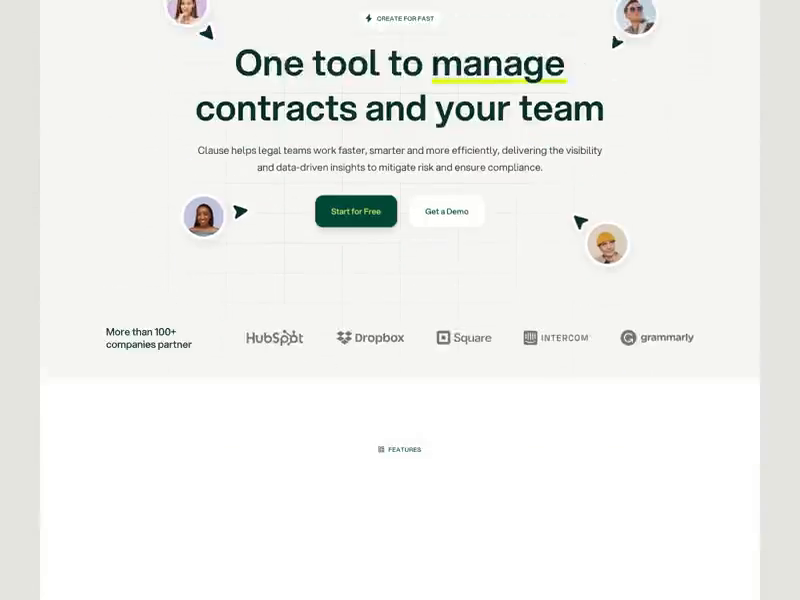 CREATE FOR FAST
One tool to manage
contracts and your team
Clause helps legal teams work faster, smarter and more efficiently, delivering the visibility
and data-driven insights to mitigate risk and ensure compliance.
Start for Free
Get a Demo
More than 100+
companies partner
HubSpot
Dropbox
Square
INTERCOM
grammarly
FEATURES